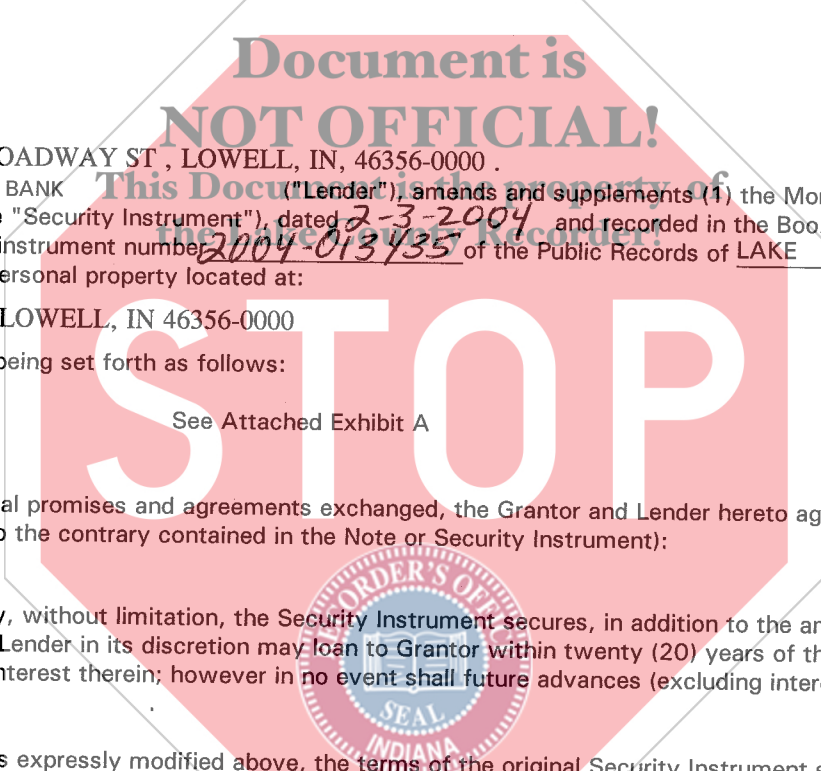 Document is
NOT OFFICIAL!
OADWAY ST , LOWELL, IN, 46356-0000 .
This Document is the property of
BANK ("Lender"), amends and supplements (1) the Mor
"Security Instrument"), dated 2-3-2004 and recorded in the Boo
the Lake County Recorder!
instrument number 2004-013435 of the Public Records of LAKE
ersonal property located at:
LOWELL, IN 46356-0000
being set forth as follows:
STOP
See Attached Exhibit A
al promises and agreements exchanged, the Grantor and Lender hereto ag
o the contrary contained in the Note or Security Instrument):
RECORDER'S OFFICE
y, without limitation, the Security Instrument secures, in addition to the am
Lender in its discretion may loan to Grantor within twenty (20) years of th
nterest therein; however in no event shall future advances (excluding inter
SEAL
INDIANA
s expressly modified above, the terms of the original Security Instrument s